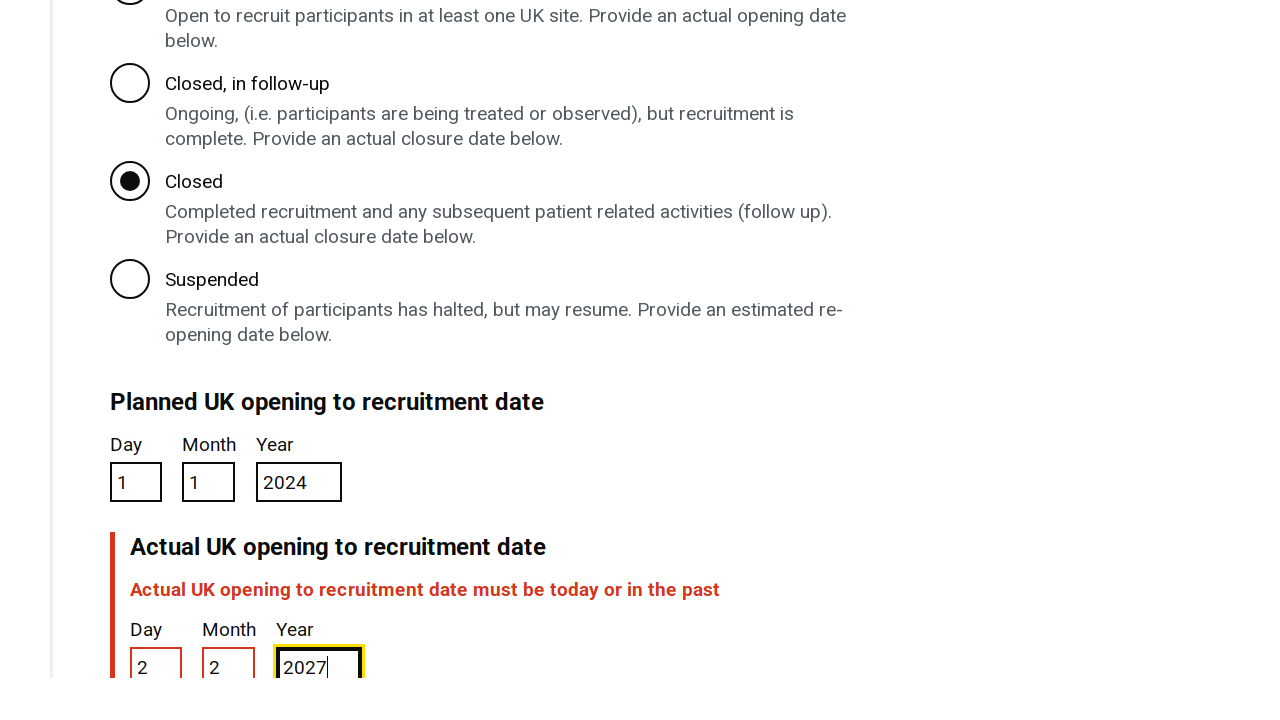 Open to recruit participants in at least one UK site. Provide an actual opening date
below.
Closed, in follow-up
Ongoing, (i.e. participants are being treated or observed), but recruitment is
complete. Provide an actual closure date below.
Closed
Completed recruitment and any subsequent patient related activities (follow up).
Provide an actual closure date below.
Suspended
Recruitment of participants has halted, but may resume. Provide an estimated re-
opening date below.
Planned UK opening to recruitment date
Day Month Year
1 1 2024
Actual UK opening to recruitment date
Actual UK opening to recruitment date must be today or in the past
Day Month Year
2 2 2027